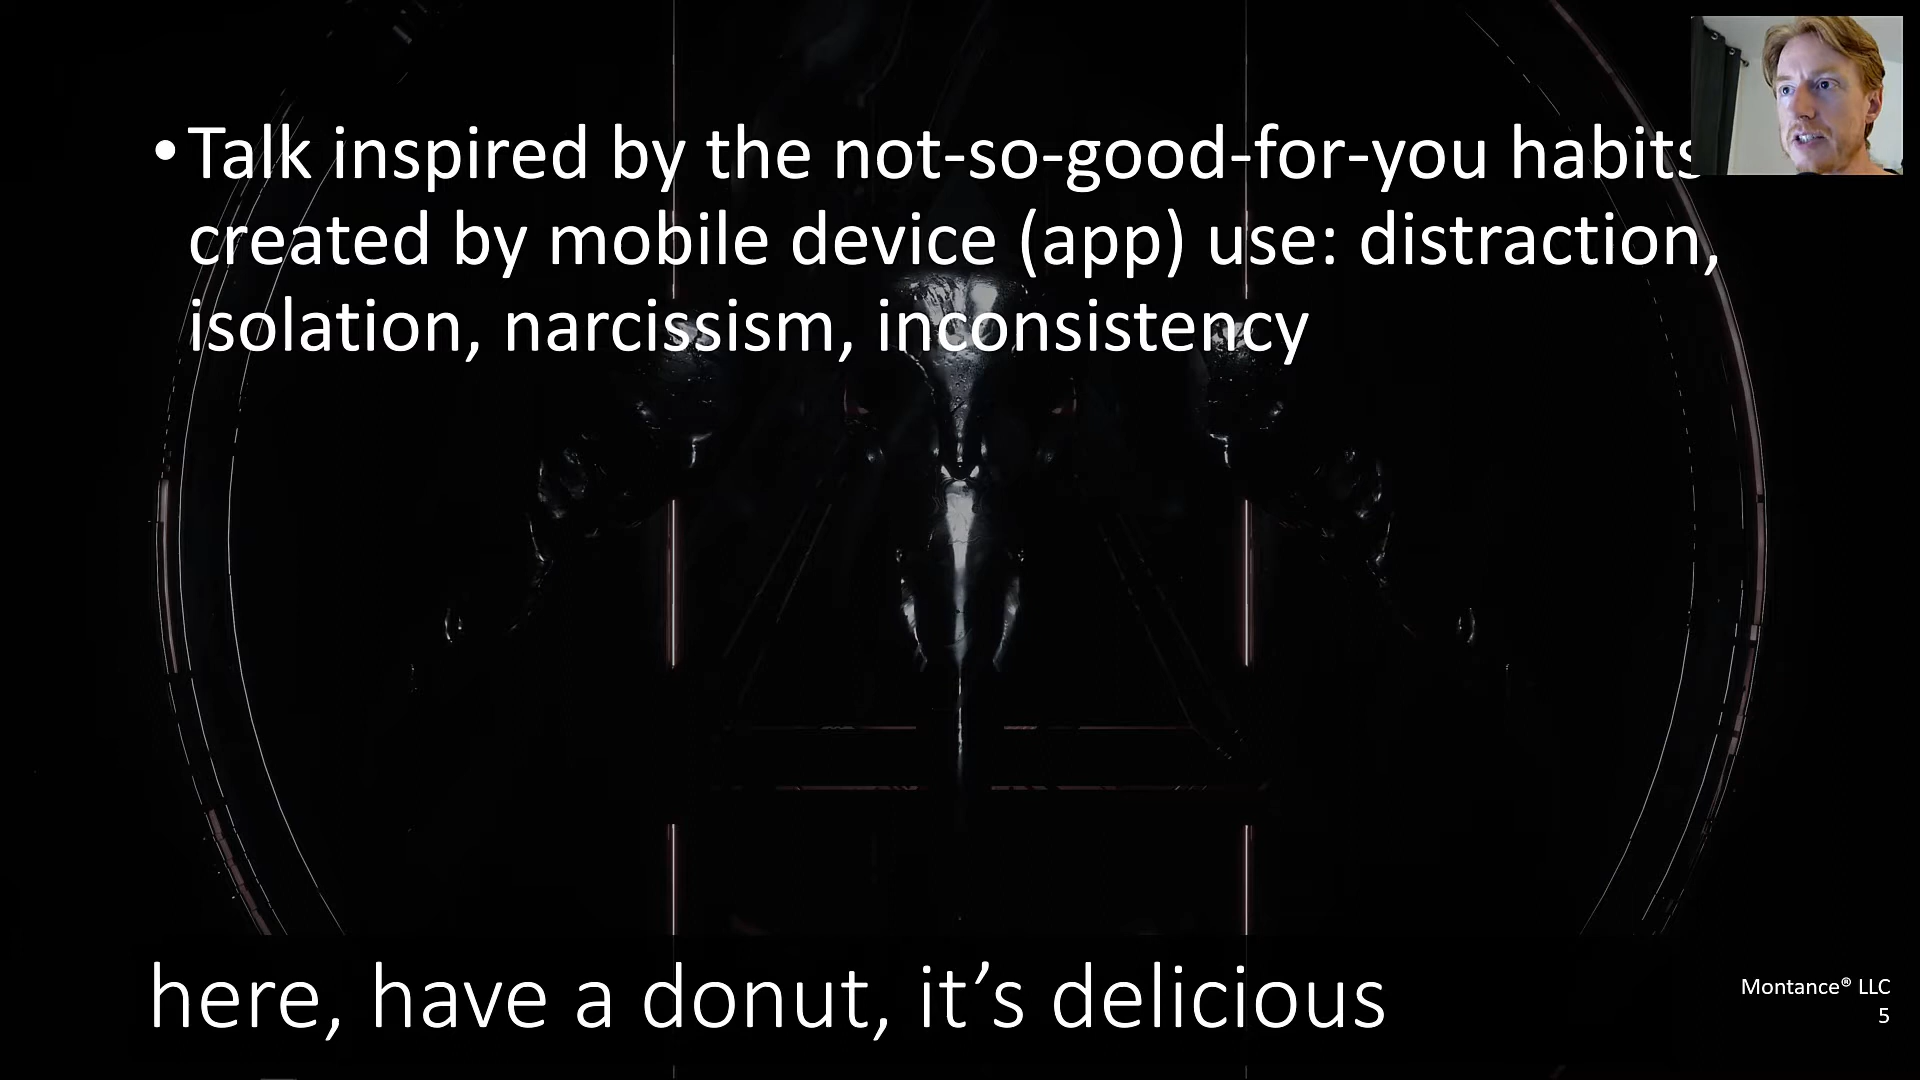 •Talk inspired by the not-so-good-for-you habits
created by mobile device (app) use: distraction,
isolation, narcissism, inconsistency
here, have a donut, it’s delicious
Montance® LLC
5